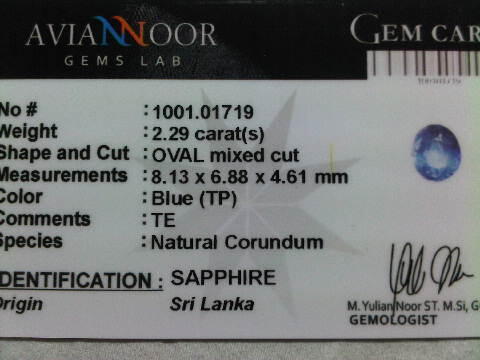 AVIANNOOR
GEMS LAB
GEM CAR
No # : 1001.01719
Weight : 2.29 carat(s)
Shape and Cut : OVAL mixed cut
Measurements : 8.13 x 6.88 x 4.61 mm
Color : Blue (TP)
Comments : TE
Species : Natural Corundum
IDENTIFICATION : SAPPHIRE
Origin Sri Lanka
M. Yulian Noor ST. M.Si, G
GEMOLOGIST